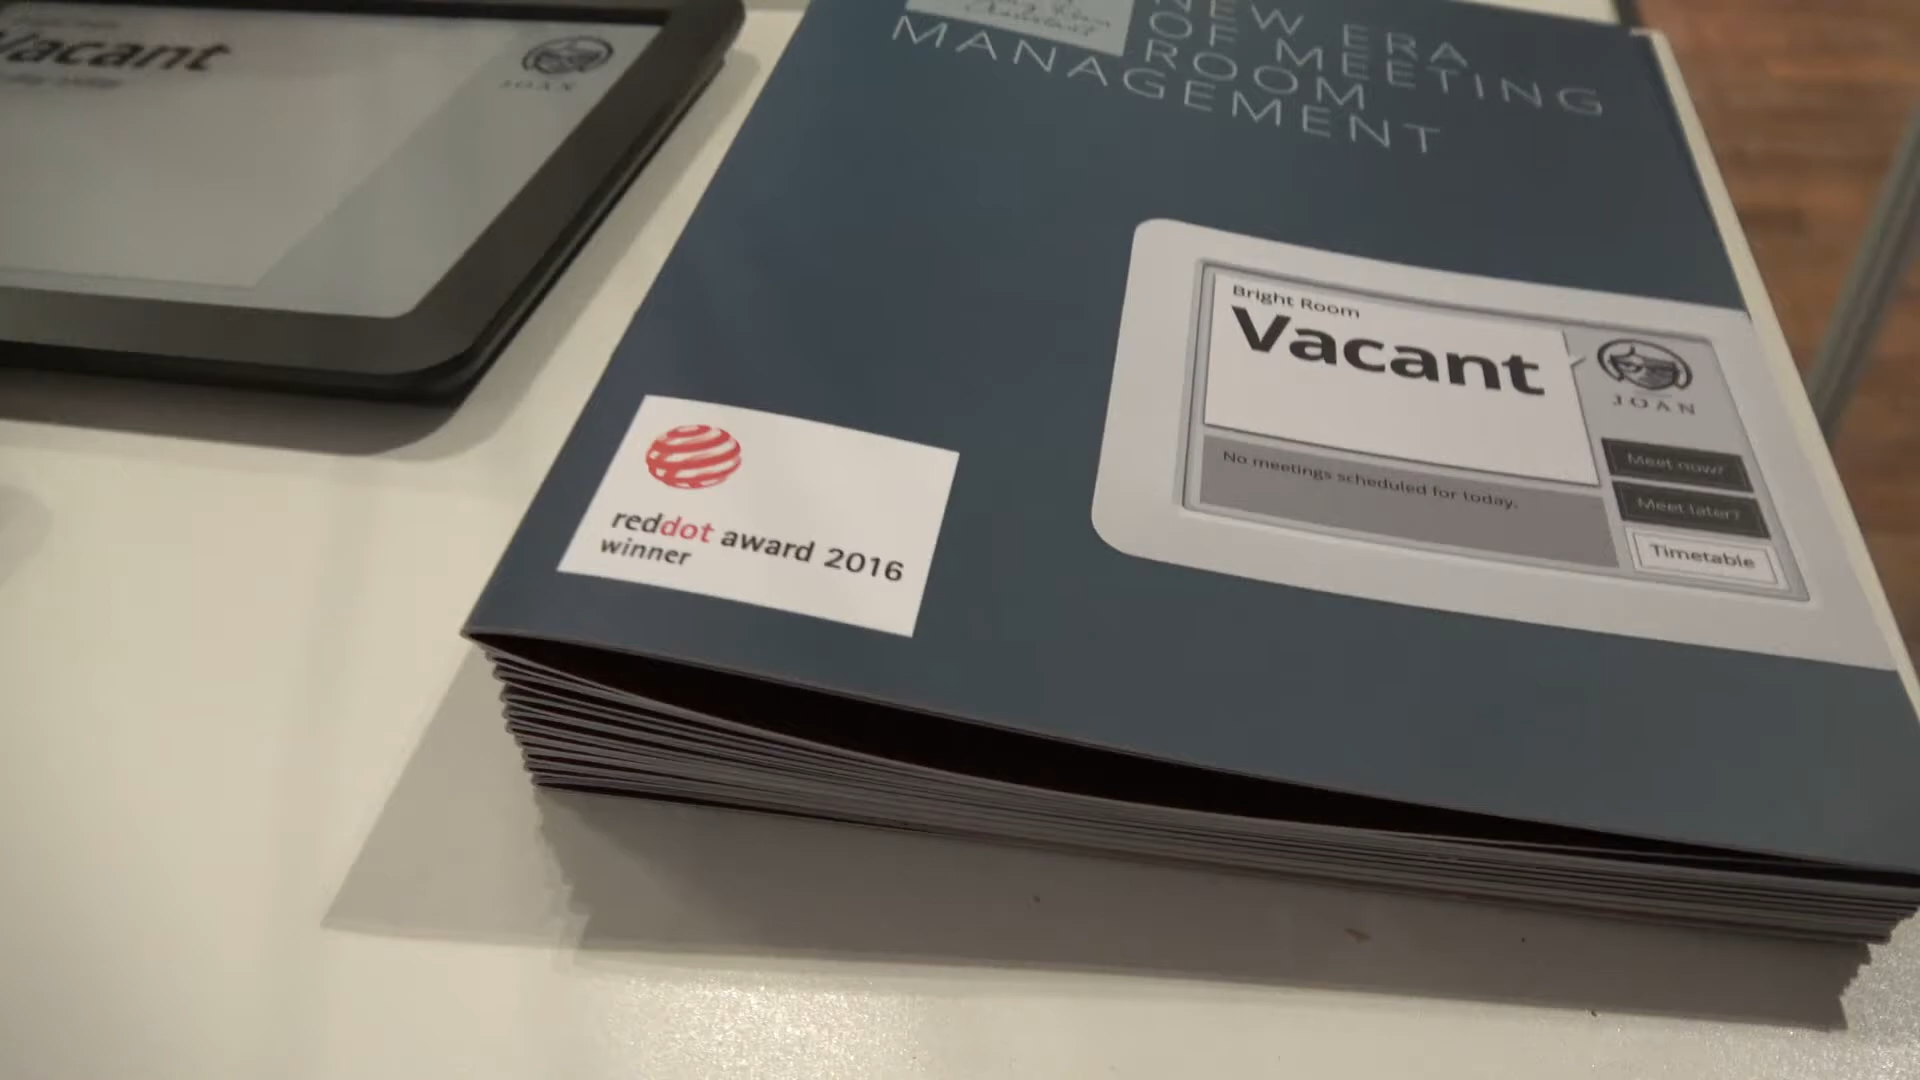 Vacant
JOAN
NEW ERA
OF MEETING
ROOM
MANAGEMENT
Bright Room
Vacant
JOAN
No meetings scheduled for today.
Meet now?
Meet later?
Timetable
reddot award 2016
winner